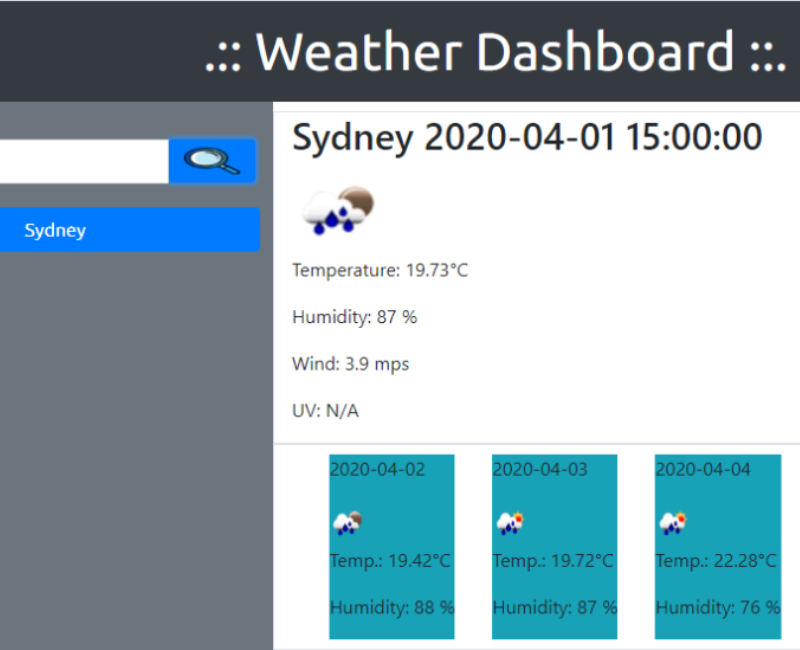 .:: Weather Dashboard ::.
Sydney
Sydney 2020-04-01 15:00:00
Temperature: 19.73°C
Humidity: 87 %
Wind: 3.9 mps
UV: N/A
2020-04-02
Temp.: 19.42°C
Humidity: 88 %
2020-04-03
Temp.: 19.72°C
Humidity: 87 %
2020-04-04
Temp.: 22.28°C
Humidity: 76 %